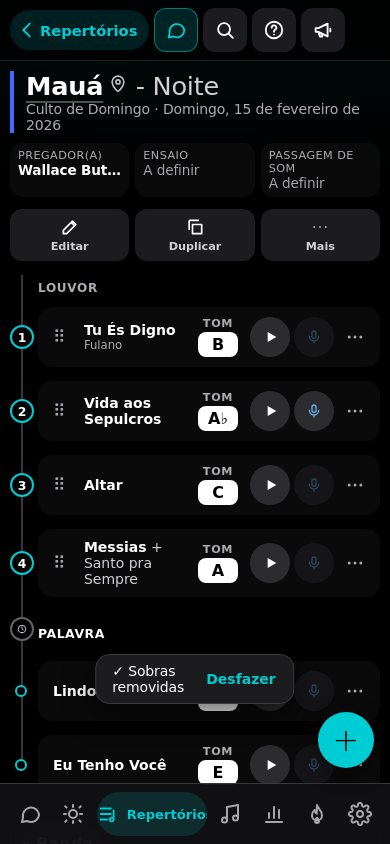 Repertórios
Mauá - Noite
Culto de Domingo · Domingo, 15 de fevereiro de
2026
PREGADOR(A)
Wallace But...
ENSAIO
A definir
PASSAGEM DE
SOM
A definir
Editar
Duplicar
Mais
LOUVOR
1
Tu És Digno
Fulano
TOM
B
2
Vida aos
Sepulcros
TOM
A♭
3
Altar
TOM
C
4
Messias +
Santo pra
Sempre
TOM
A
PALAVRA
Lindo
✓ Sobras
removidas
Desfazer
Eu Tenho Você
TOM
E
Repertório